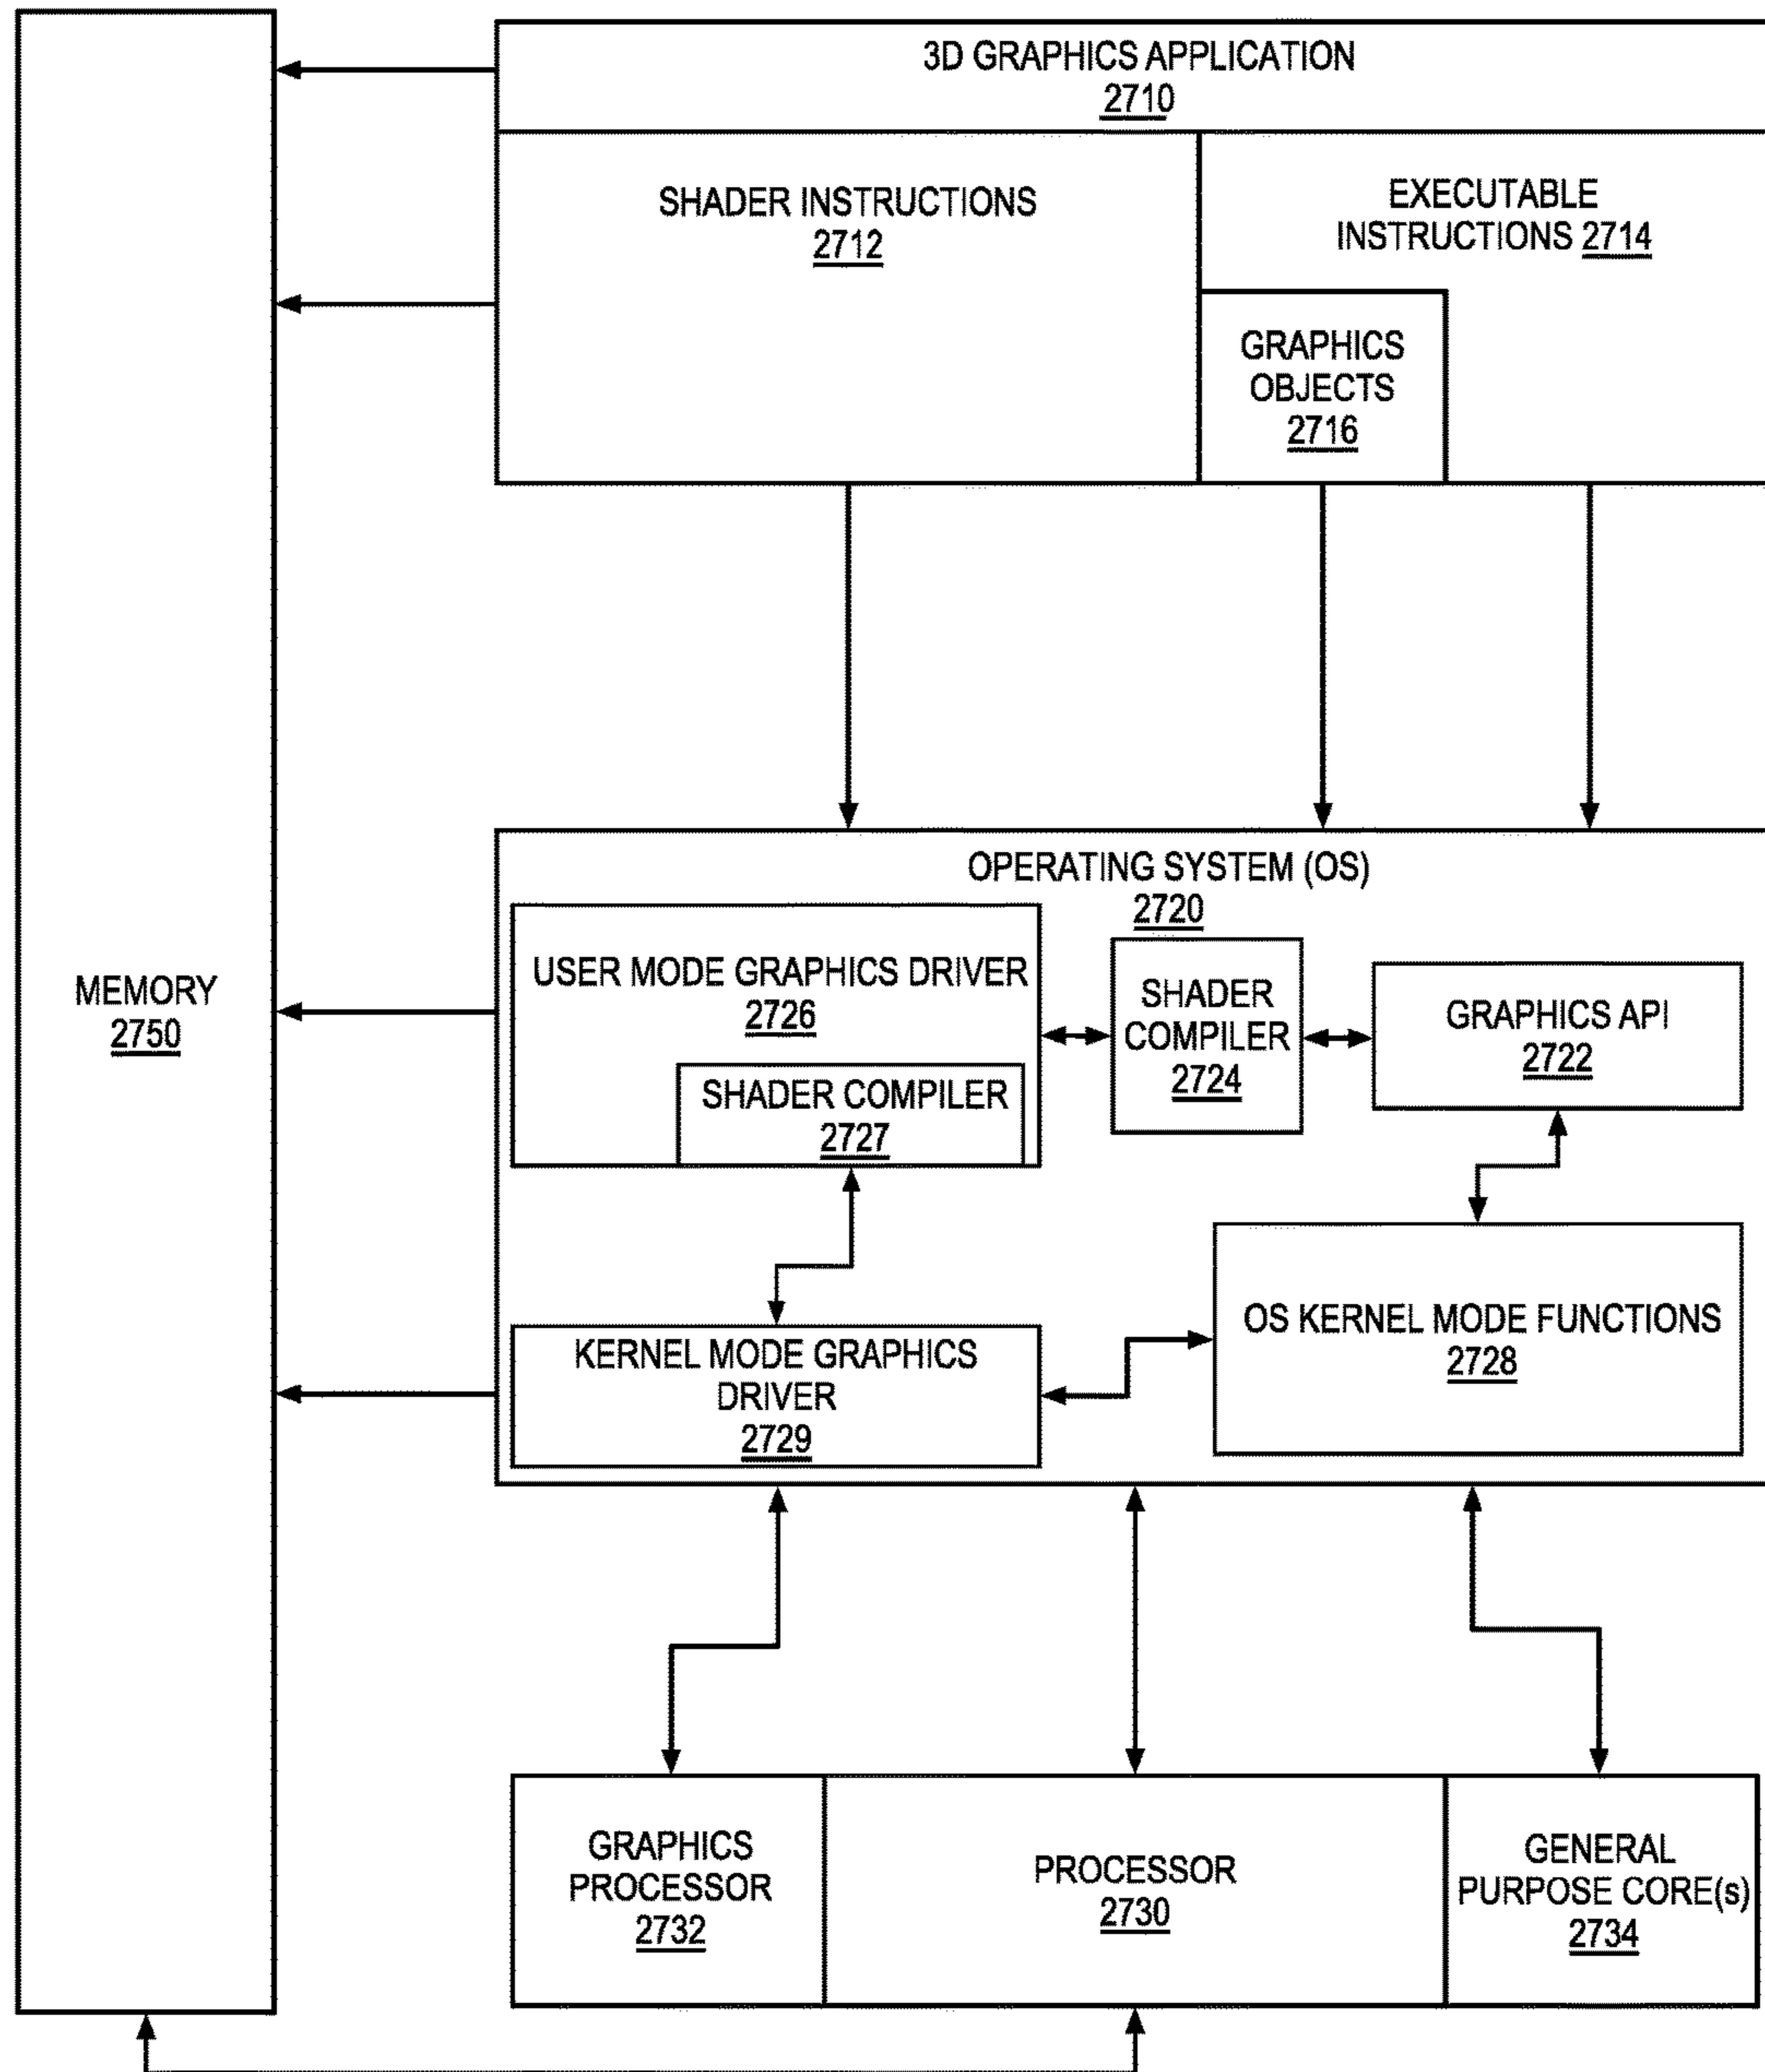 3D GRAPHICS APPLICATION
2710
SHADER INSTRUCTIONS
2712
EXECUTABLE
INSTRUCTIONS 2714
GRAPHICS
OBJECTS
2716
MEMORY
2750
OPERATING SYSTEM (OS)
2720
USER MODE GRAPHICS DRIVER
2726
SHADER COMPILER
2727
SHADER
COMPILER
2724
GRAPHICS API
2722
KERNEL MODE GRAPHICS
DRIVER
2729
OS KERNEL MODE FUNCTIONS
2728
GRAPHICS
PROCESSOR
2732
PROCESSOR
2730
GENERAL
PURPOSE CORE(s)
2734